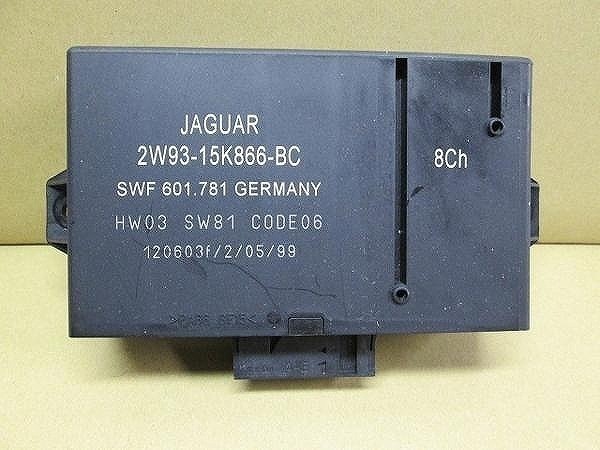 JAGUAR
2W93-15K866-BC
8Ch
SWF 601.781 GERMANY
HW03 SW81 CODE06
120603f/2/05/99